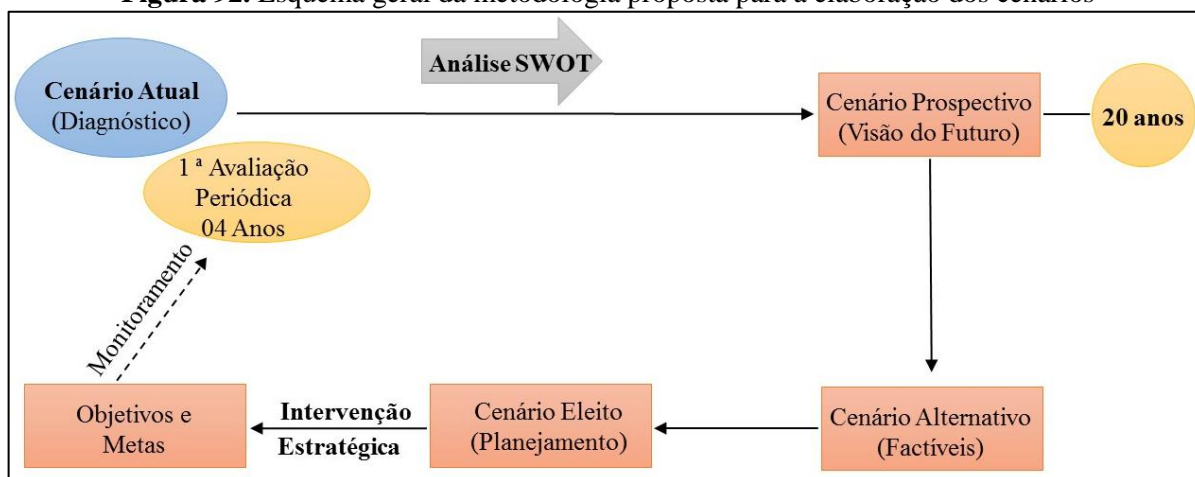 Figura 92. Esquema geral da metodologia proposta para a elaboração dos cenários
Análise SWOT
Cenário Atual
(Diagnóstico)
Cenário Prospectivo
(Visão do Futuro)
20 anos
1 ª Avaliação
Periódica
04 Anos
Monitoramento
Objetivos e
Metas
Intervenção
Estratégica
Cenário Eleito
(Planejamento)
Cenário Alternativo
(Factíveis)